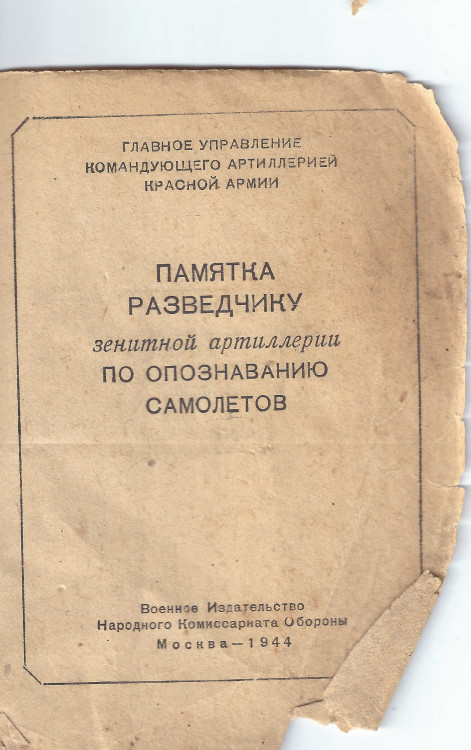 ГЛАВНОЕ УПРАВЛЕНИЕ
КОМАНДУЮЩЕГО АРТИЛЛЕРИЕЙ
КРАСНОЙ АРМИИ
ПАМЯТКА
РАЗВЕДЧИКУ
зенитной артиллерии
ПО ОПОЗНАВАНИЮ
САМОЛЕТОВ
Военное Издательство
Народного Комиссариата Обороны
Москва — 1944